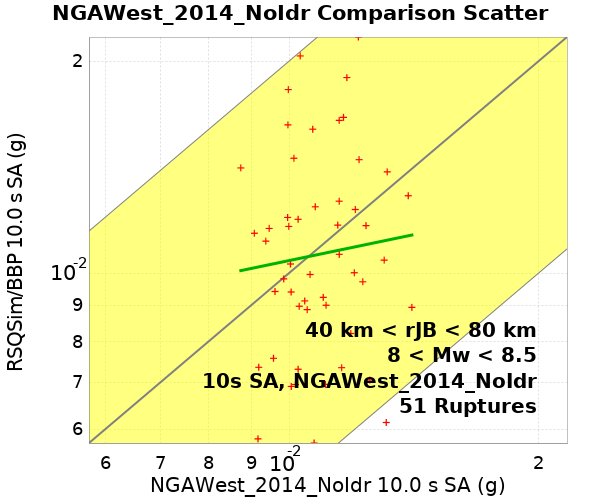 NGAWest_2014_NoIdr Comparison Scatter
RSQSim/BBP 10.0 s SA (g)
2
10-2
9
8
7
6
40 km < rJB < 80 km
8 < Mw < 8.5
10s SA, NGAWest_2014_NoIdr
51 Ruptures
6 7 8 9 10-2 2
NGAWest_2014_NoIdr 10.0 s SA (g)